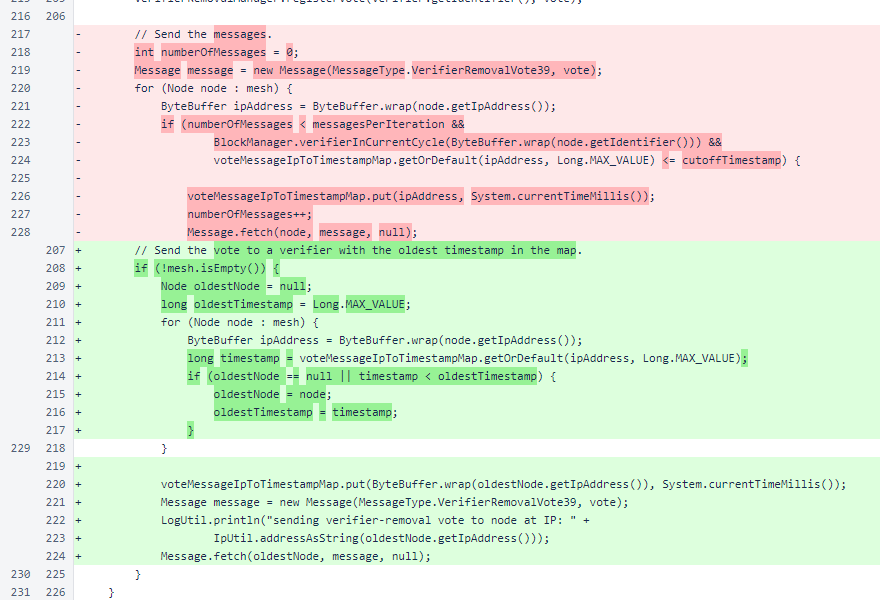 216 206
217 - // Send the messages.
218 - int numberOfMessages = 0;
219 - Message message = new Message(MessageType.VerifierRemovalVote39, vote);
220 - for (Node node : mesh) {
221 - ByteBuffer ipAddress = ByteBuffer.wrap(node.getIpAddress());
222 - if (numberOfMessages < messagesPerIteration &&
223 - BlockManager.verifierInCurrentCycle(ByteBuffer.wrap(node.getIdentifier())) &&
224 - voteMessageIpToTimestampMap.getOrDefault(ipAddress, Long.MAX_VALUE) <= cutoffTimestamp) {
225 -
226 - voteMessageIpToTimestampMap.put(ipAddress, System.currentTimeMillis());
227 - numberOfMessages++;
228 - Message.fetch(node, message, null);
207 + // Send the vote to a verifier with the oldest timestamp in the map.
208 + if (!mesh.isEmpty()) {
209 + Node oldestNode = null;
210 + long oldestTimestamp = Long.MAX_VALUE;
211 + for (Node node : mesh) {
212 + ByteBuffer ipAddress = ByteBuffer.wrap(node.getIpAddress());
213 + long timestamp = voteMessageIpToTimestampMap.getOrDefault(ipAddress, Long.MAX_VALUE);
214 + if (oldestNode == null || timestamp < oldestTimestamp) {
215 + oldestNode = node;
216 + oldestTimestamp = timestamp;
217 + }
229 218 }
219 +
220 + voteMessageIpToTimestampMap.put(ByteBuffer.wrap(oldestNode.getIpAddress()), System.currentTimeMillis());
221 + Message message = new Message(MessageType.VerifierRemovalVote39, vote);
222 + LogUtil.println("sending verifier-removal vote to node at IP: " +
223 + IpUtil.addressAsString(oldestNode.getIpAddress()));
224 + Message.fetch(oldestNode, message, null);
230 225 }
231 226 }